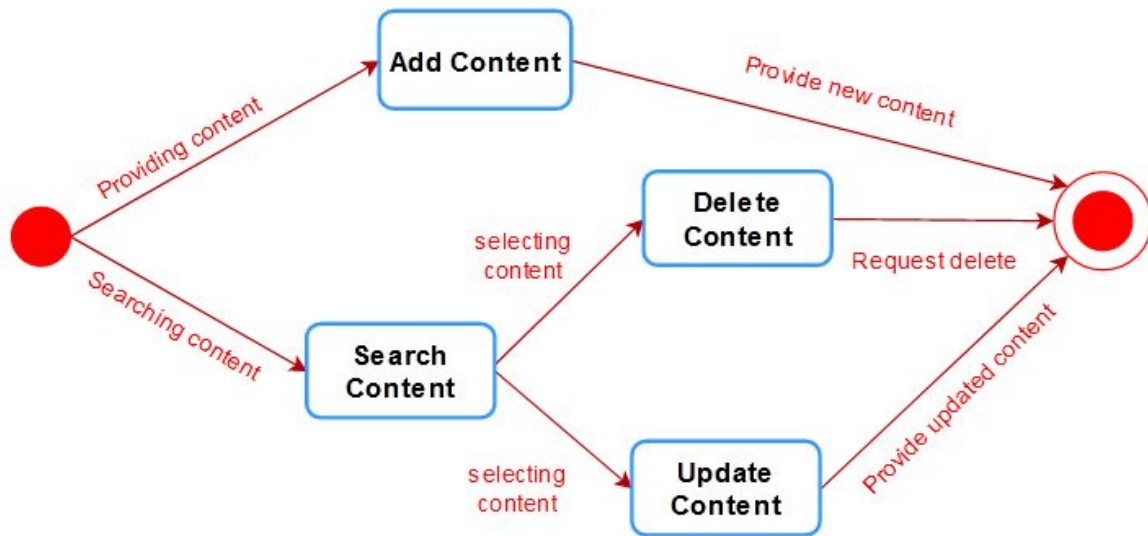 Add Content
Provide new content
Providing content
Delete
Content
selecting
content
Request delete
Searching content
Search
Content
Provide updated content
selecting
content
Update
Content